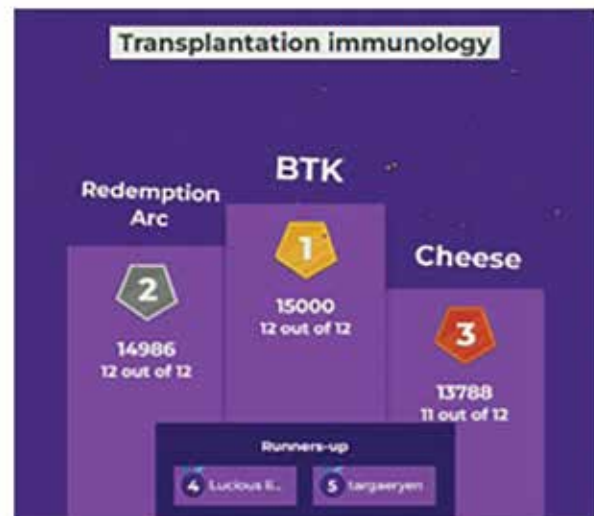 Transplantation immunology
BTK
Redemption
Arc
Cheese
1
2
3
15000
12 out of 12
14986
12 out of 12
13788
11 out of 12
Runners-up
4 Lucious li..
5 targaeryen